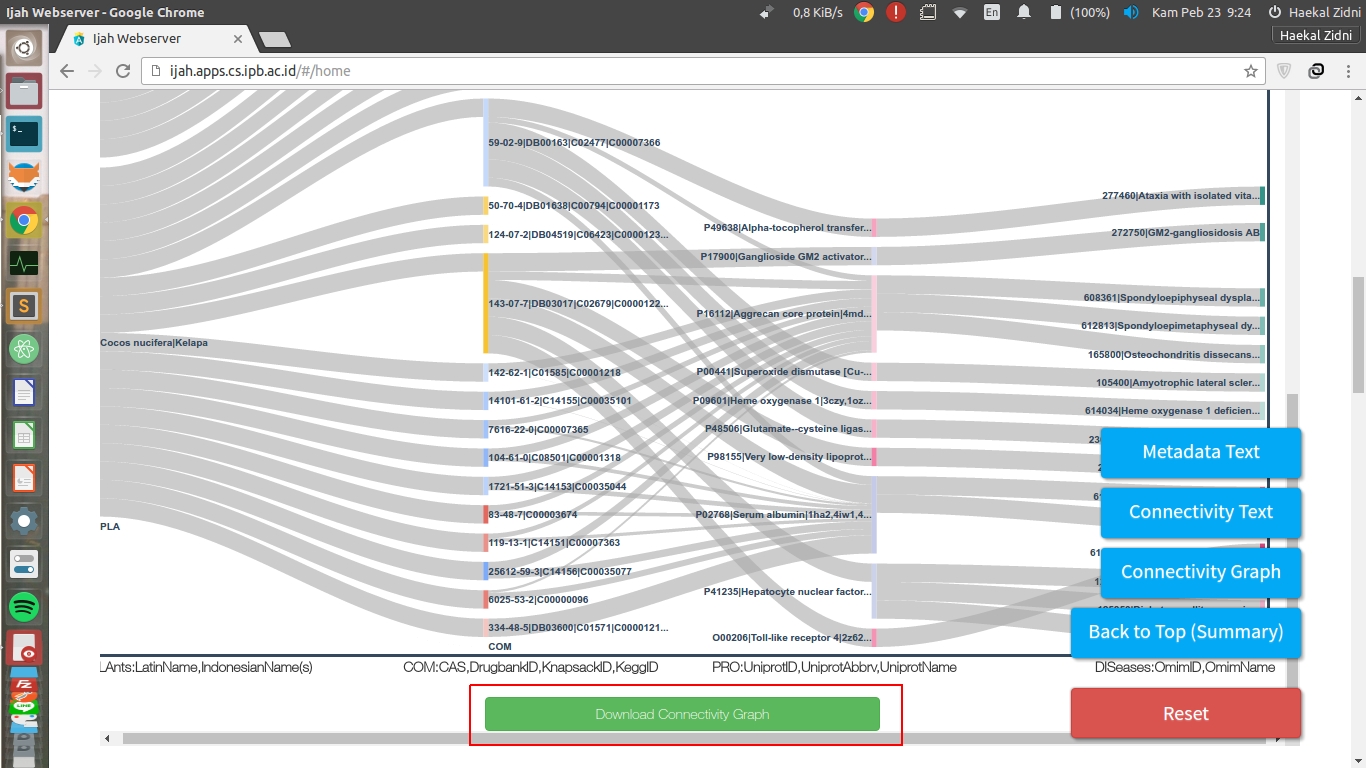 Ijah Webserver - Google Chrome
0,8 KiB/s
En
(100%)
Kam Peb 23 9:24
Haekal Zidni
Ijah Webserver
Haekal Zidni
ijah.apps.cs.ipb.ac.id/#/home
59-02-9|DB00163|C02477|C00007366
277460|Ataxia with isolated vita...
50-70-4|DB01638|C00794|C00001173
P49638|Alpha-tocopherol transfer...
272750|GM2-gangliosidosis AB
124-07-2|DB04519|C06423|C0000123...
P17900|Ganglioside GM2 activator...
143-07-7|DB03017|C02679|C0000122...
608361|Spondyloepiphyseal dyspla...
P16112|Aggrecan core protein|4md...
612813|Spondyloepimetaphyseal dy...
Cocos nucifera|Kelapa
165800|Osteochondritis dissecans...
142-62-1|C01585|C00001218
P00441|Superoxide dismutase [Cu-...
105400|Amyotrophic lateral scler...
14101-61-2|C14155|C00035101
P09601|Heme oxygenase 1|3czy,1oz...
614034|Heme oxygenase 1 deficien...
7616-22-0|C00007365
P48506|Glutamate--cysteine ligas...
104-61-0|C08501|C00001318
P98155|Very low-density lipoprot...
Metadata Text
1721-51-3|C14153|C00035044
83-48-7|C00003674
P02768|Serum albumin|1ha2,4iw1,4...
Connectivity Text
PLA
119-13-1|C14151|C00007363
25612-59-3|C14156|C00035077
Connectivity Graph
6025-53-2|C00000096
P41235|Hepatocyte nuclear factor...
334-48-5|DB03600|C01571|C0000121...
O00206|Toll-like receptor 4|2z62...
Back to Top (Summary)
COM
LAnts:LatinName,IndonesianName(s)
COM:CAS,DrugbankID,KnapsackID,KeggID
PRO:UniprotID,UniprotAbbrv,UniprotName
DISeases:OmimID,OmimName
Download Connectivity Graph
Reset